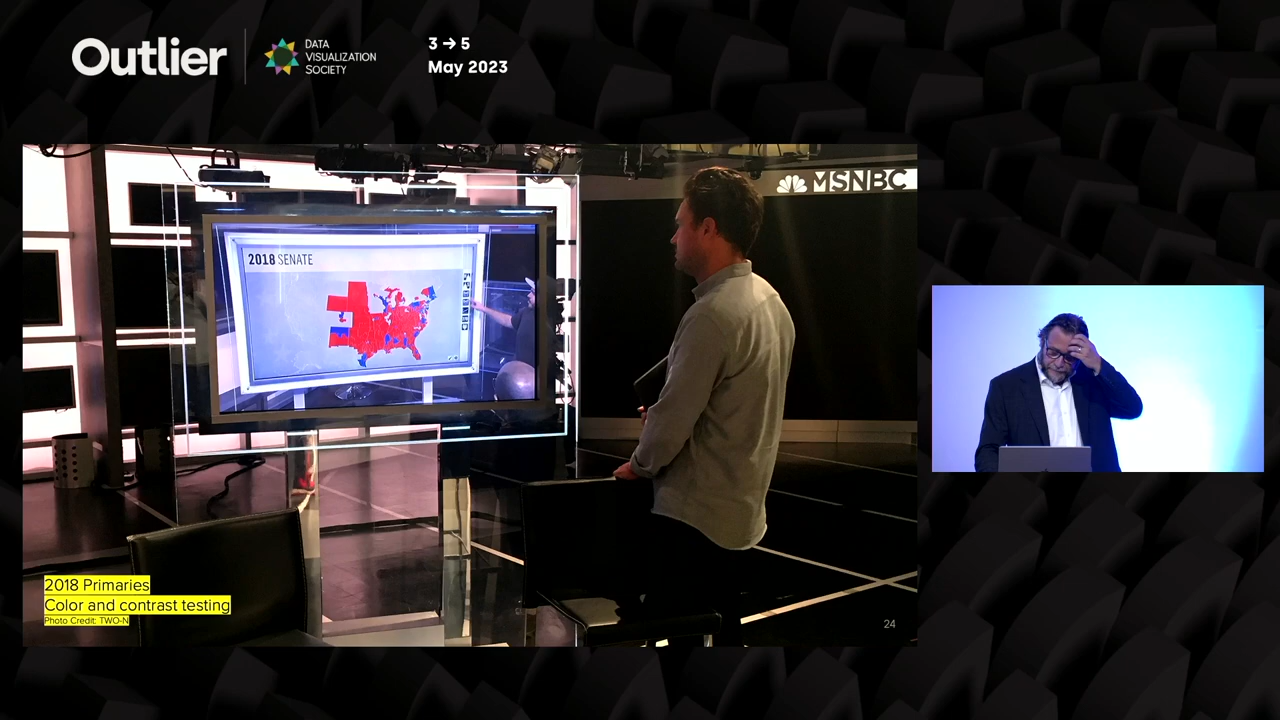 Outlier
DATA
VISUALIZATION
SOCIETY
3 → 5
May 2023
MSNBC
2018 SENATE
2018 Primaries
Color and contrast testing
Photo Credit: TWO-N
24